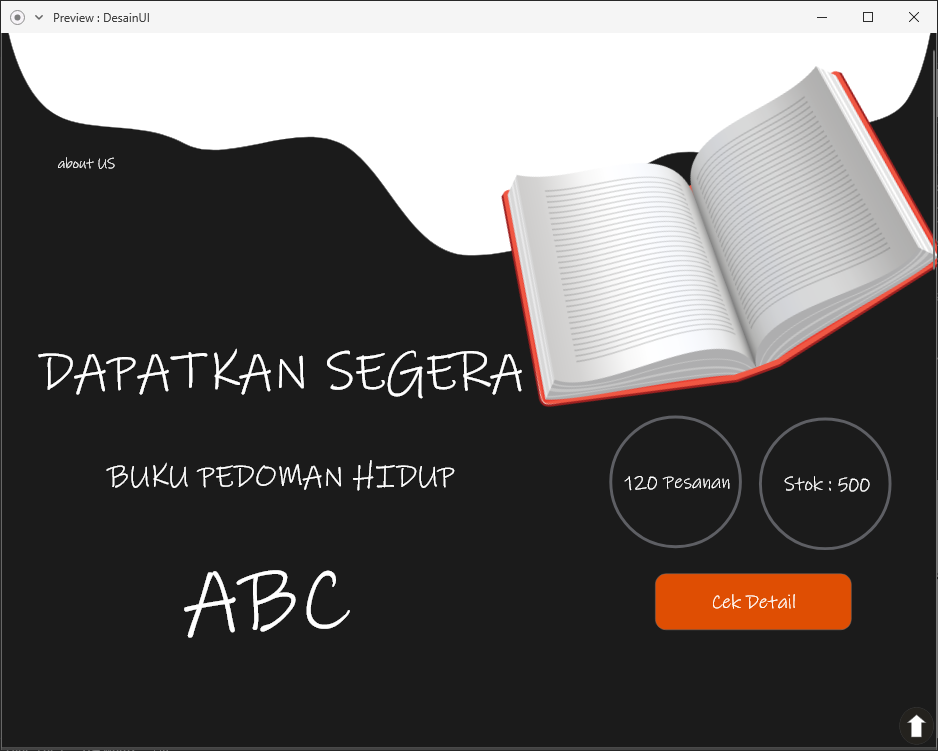 Preview : DesainUI
about US
DAPATKAN SEGERA
BUKU PEDOMAN HIDUP
120 Pesanan
Stok : 500
ABC
Cek Detail